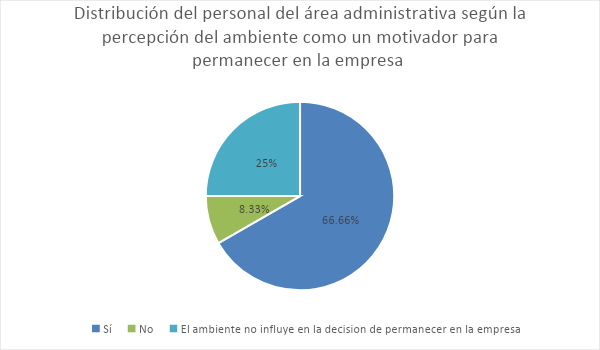 Distribución del personal del área administrativa según la
percepción del ambiente como un motivador para
permanecer en la empresa
25%
8.33%
66.66%
Sí No El ambiente no influye en la decision de permanecer en la empresa